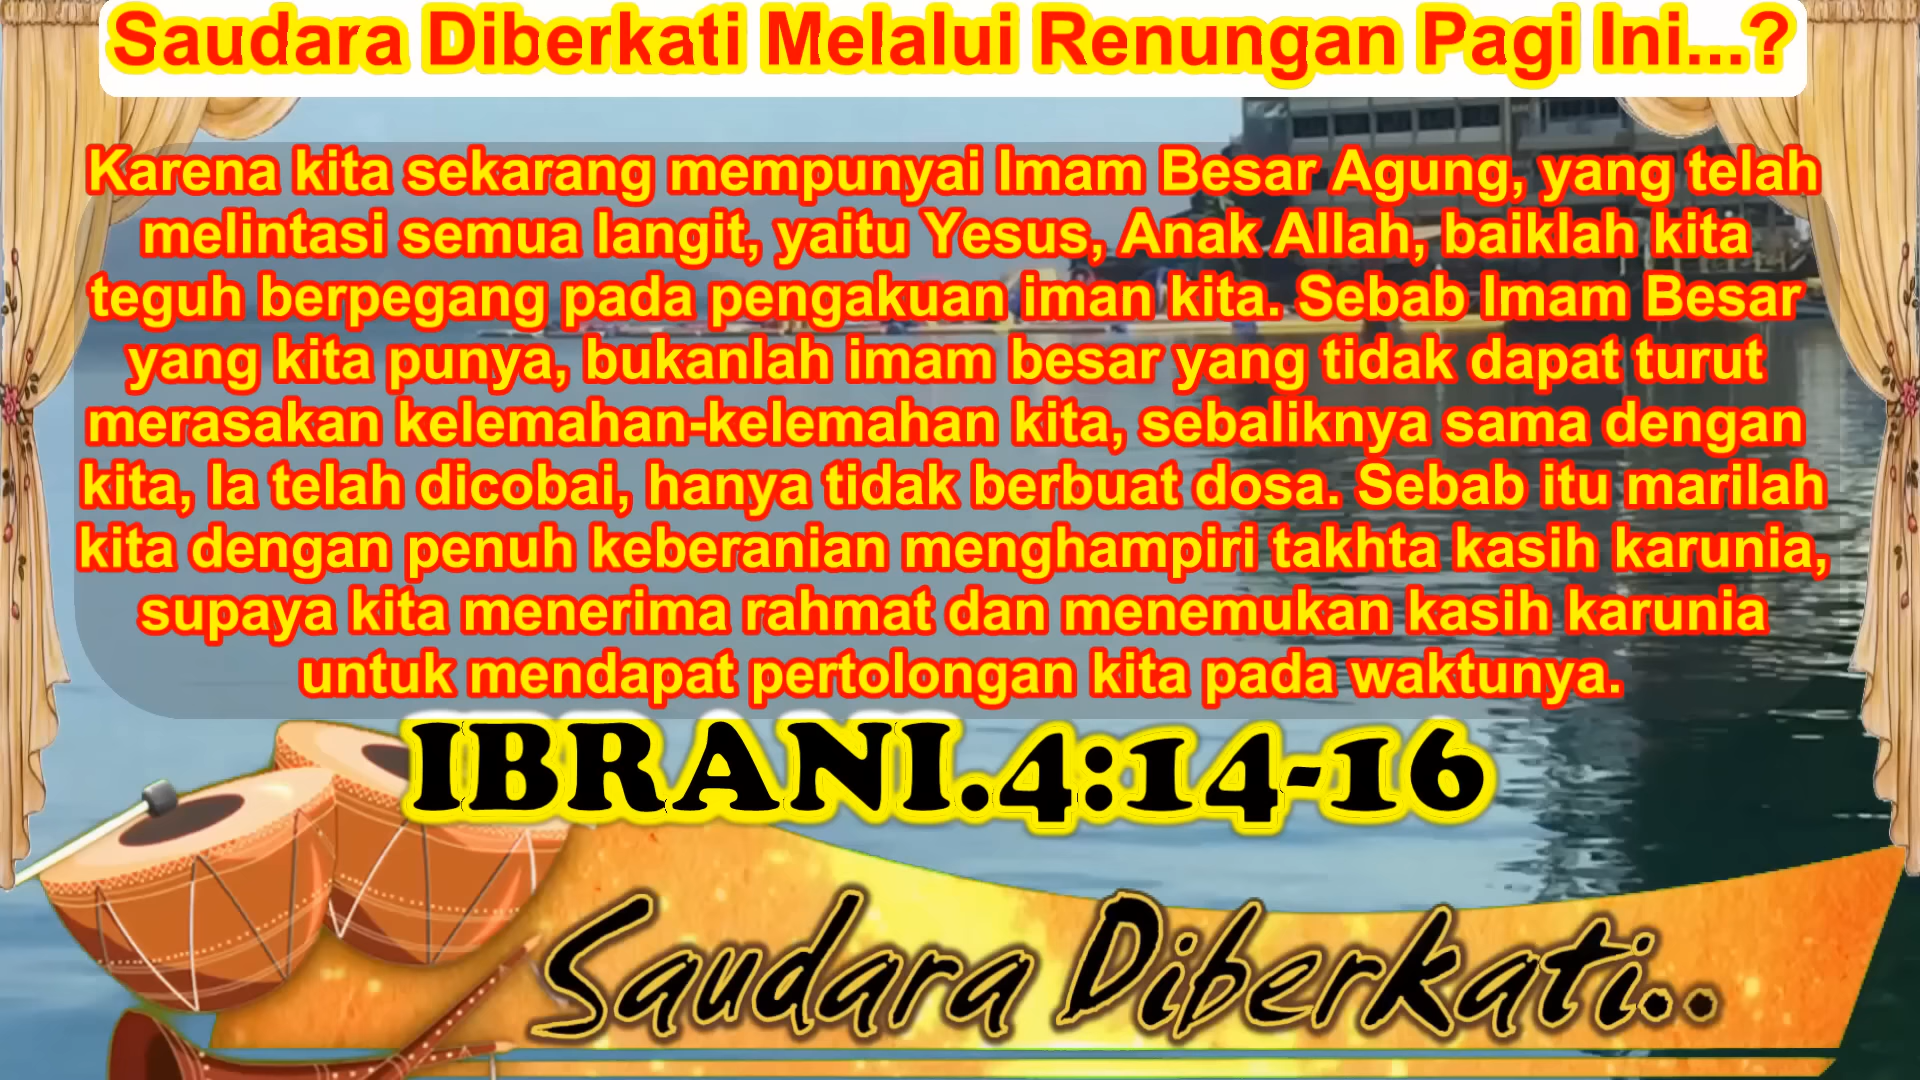 Saudara Diberkati Melalui Renungan Pagi Ini...?
Karena kita sekarang mempunyai Imam Besar Agung, yang telah
melintasi semua langit, yaitu Yesus, Anak Allah, baiklah kita
teguh berpegang pada pengakuan iman kita. Sebab Imam Besar
yang kita punya, bukanlah imam besar yang tidak dapat turut
merasakan kelemahan-kelemahan kita, sebaliknya sama dengan
kita, Ia telah dicobai, hanya tidak berbuat dosa. Sebab itu marilah
kita dengan penuh keberanian menghampiri takhta kasih karunia,
supaya kita menerima rahmat dan menemukan kasih karunia
untuk mendapat pertolongan kita pada waktunya.
IBRANI.4:14-16
Saudara Diberkati..